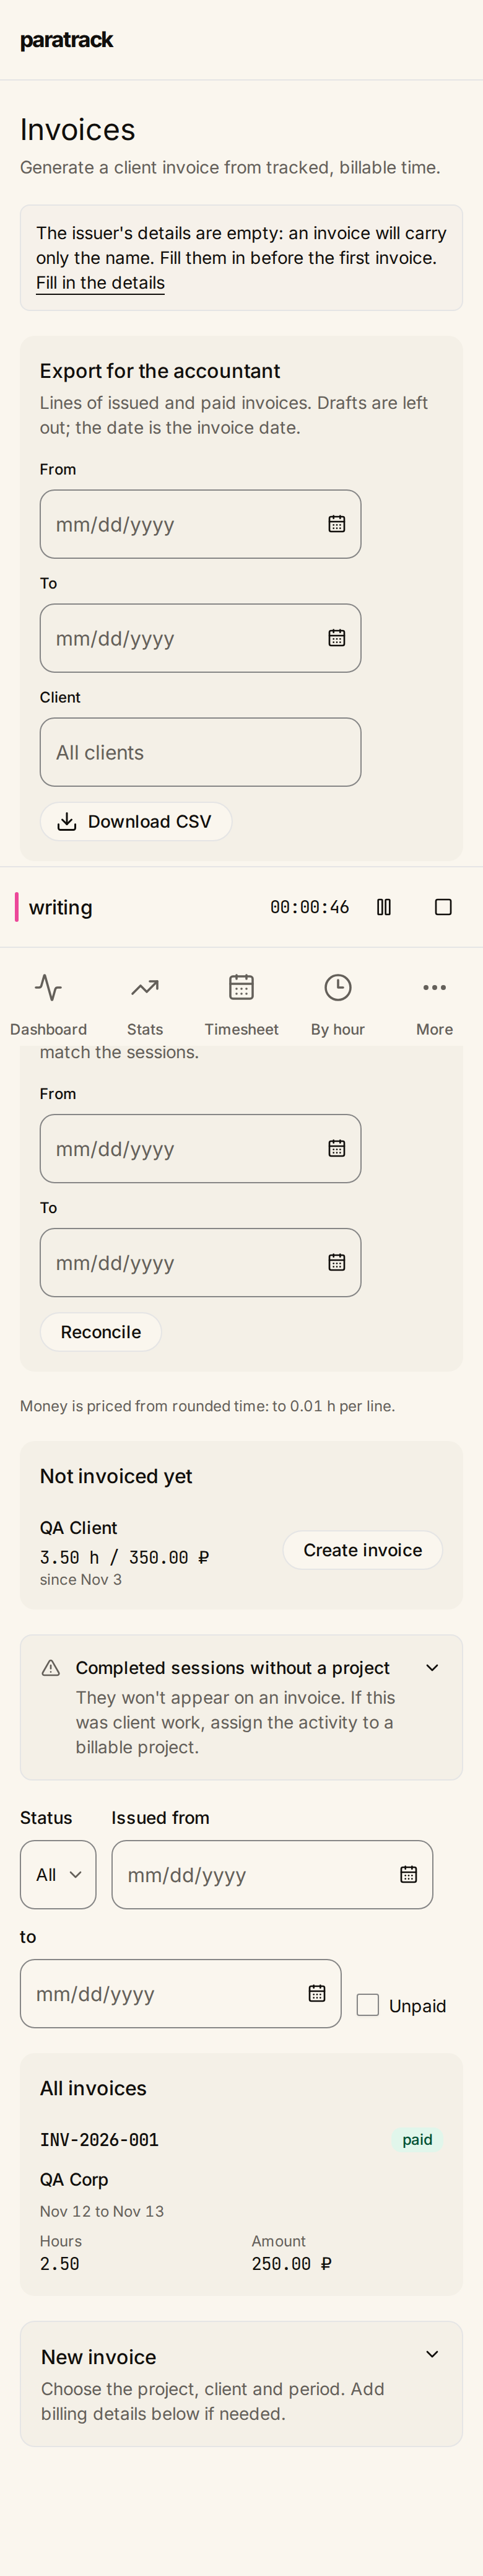 paratrack
Invoices
Generate a client invoice from tracked, billable time.
The issuer's details are empty: an invoice will carry
only the name. Fill them in before the first invoice.
Fill in the details
Export for the accountant
Lines of issued and paid invoices. Drafts are left
out; the date is the invoice date.
From
mm/dd/yyyy
To
mm/dd/yyyy
Client
All clients
Download CSV
writing 00:00:46
Dashboard Stats Timesheet By hour More
match the sessions.
From
mm/dd/yyyy
To
mm/dd/yyyy
Reconcile
Money is priced from rounded time: to 0.01 h per line.
Not invoiced yet
QA Client
3.50 h / 350.00 ₽
since Nov 3
Create invoice
Completed sessions without a project
They won't appear on an invoice. If this
was client work, assign the activity to a
billable project.
Status Issued from
All mm/dd/yyyy
to
mm/dd/yyyy Unpaid
All invoices
INV-2026-001 paid
QA Corp
Nov 12 to Nov 13
Hours Amount
2.50 250.00 ₽
New invoice
Choose the project, client and period. Add
billing details below if needed.